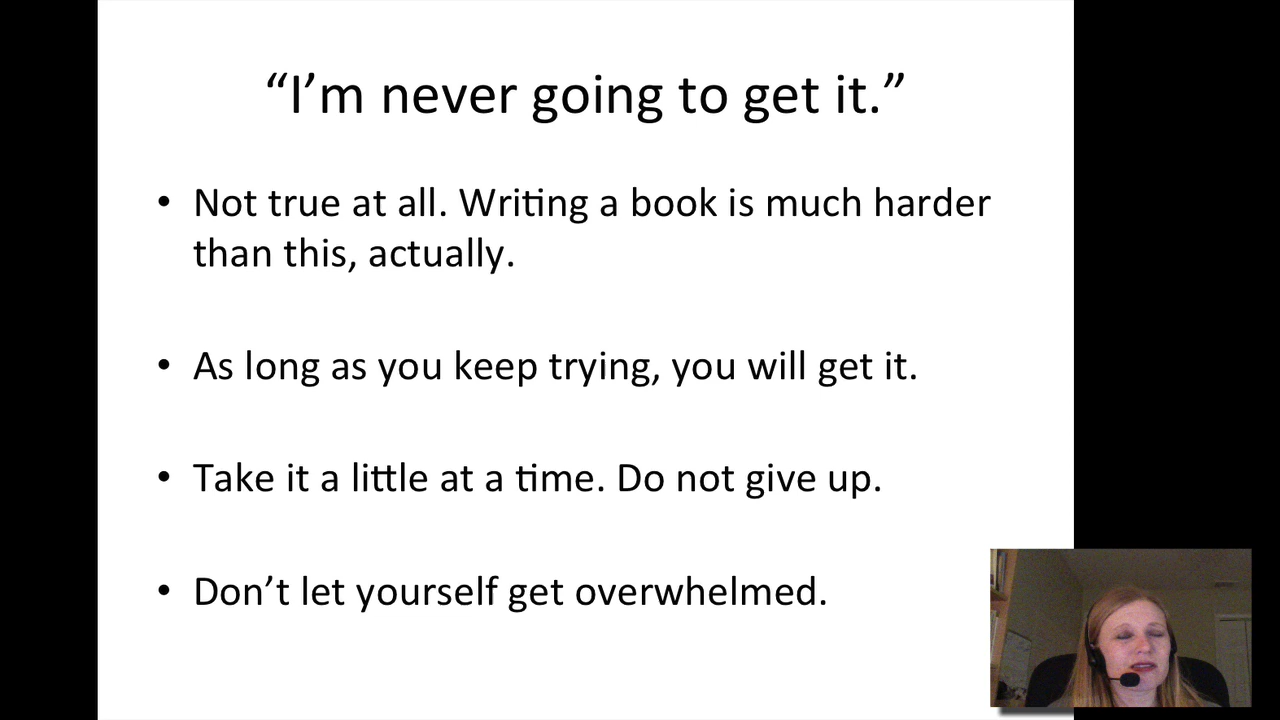 “I’m never going to get it.”
• Not true at all. Writing a book is much harder
than this, actually.
• As long as you keep trying, you will get it.
• Take it a little at a time. Do not give up.
• Don’t let yourself get overwhelmed.